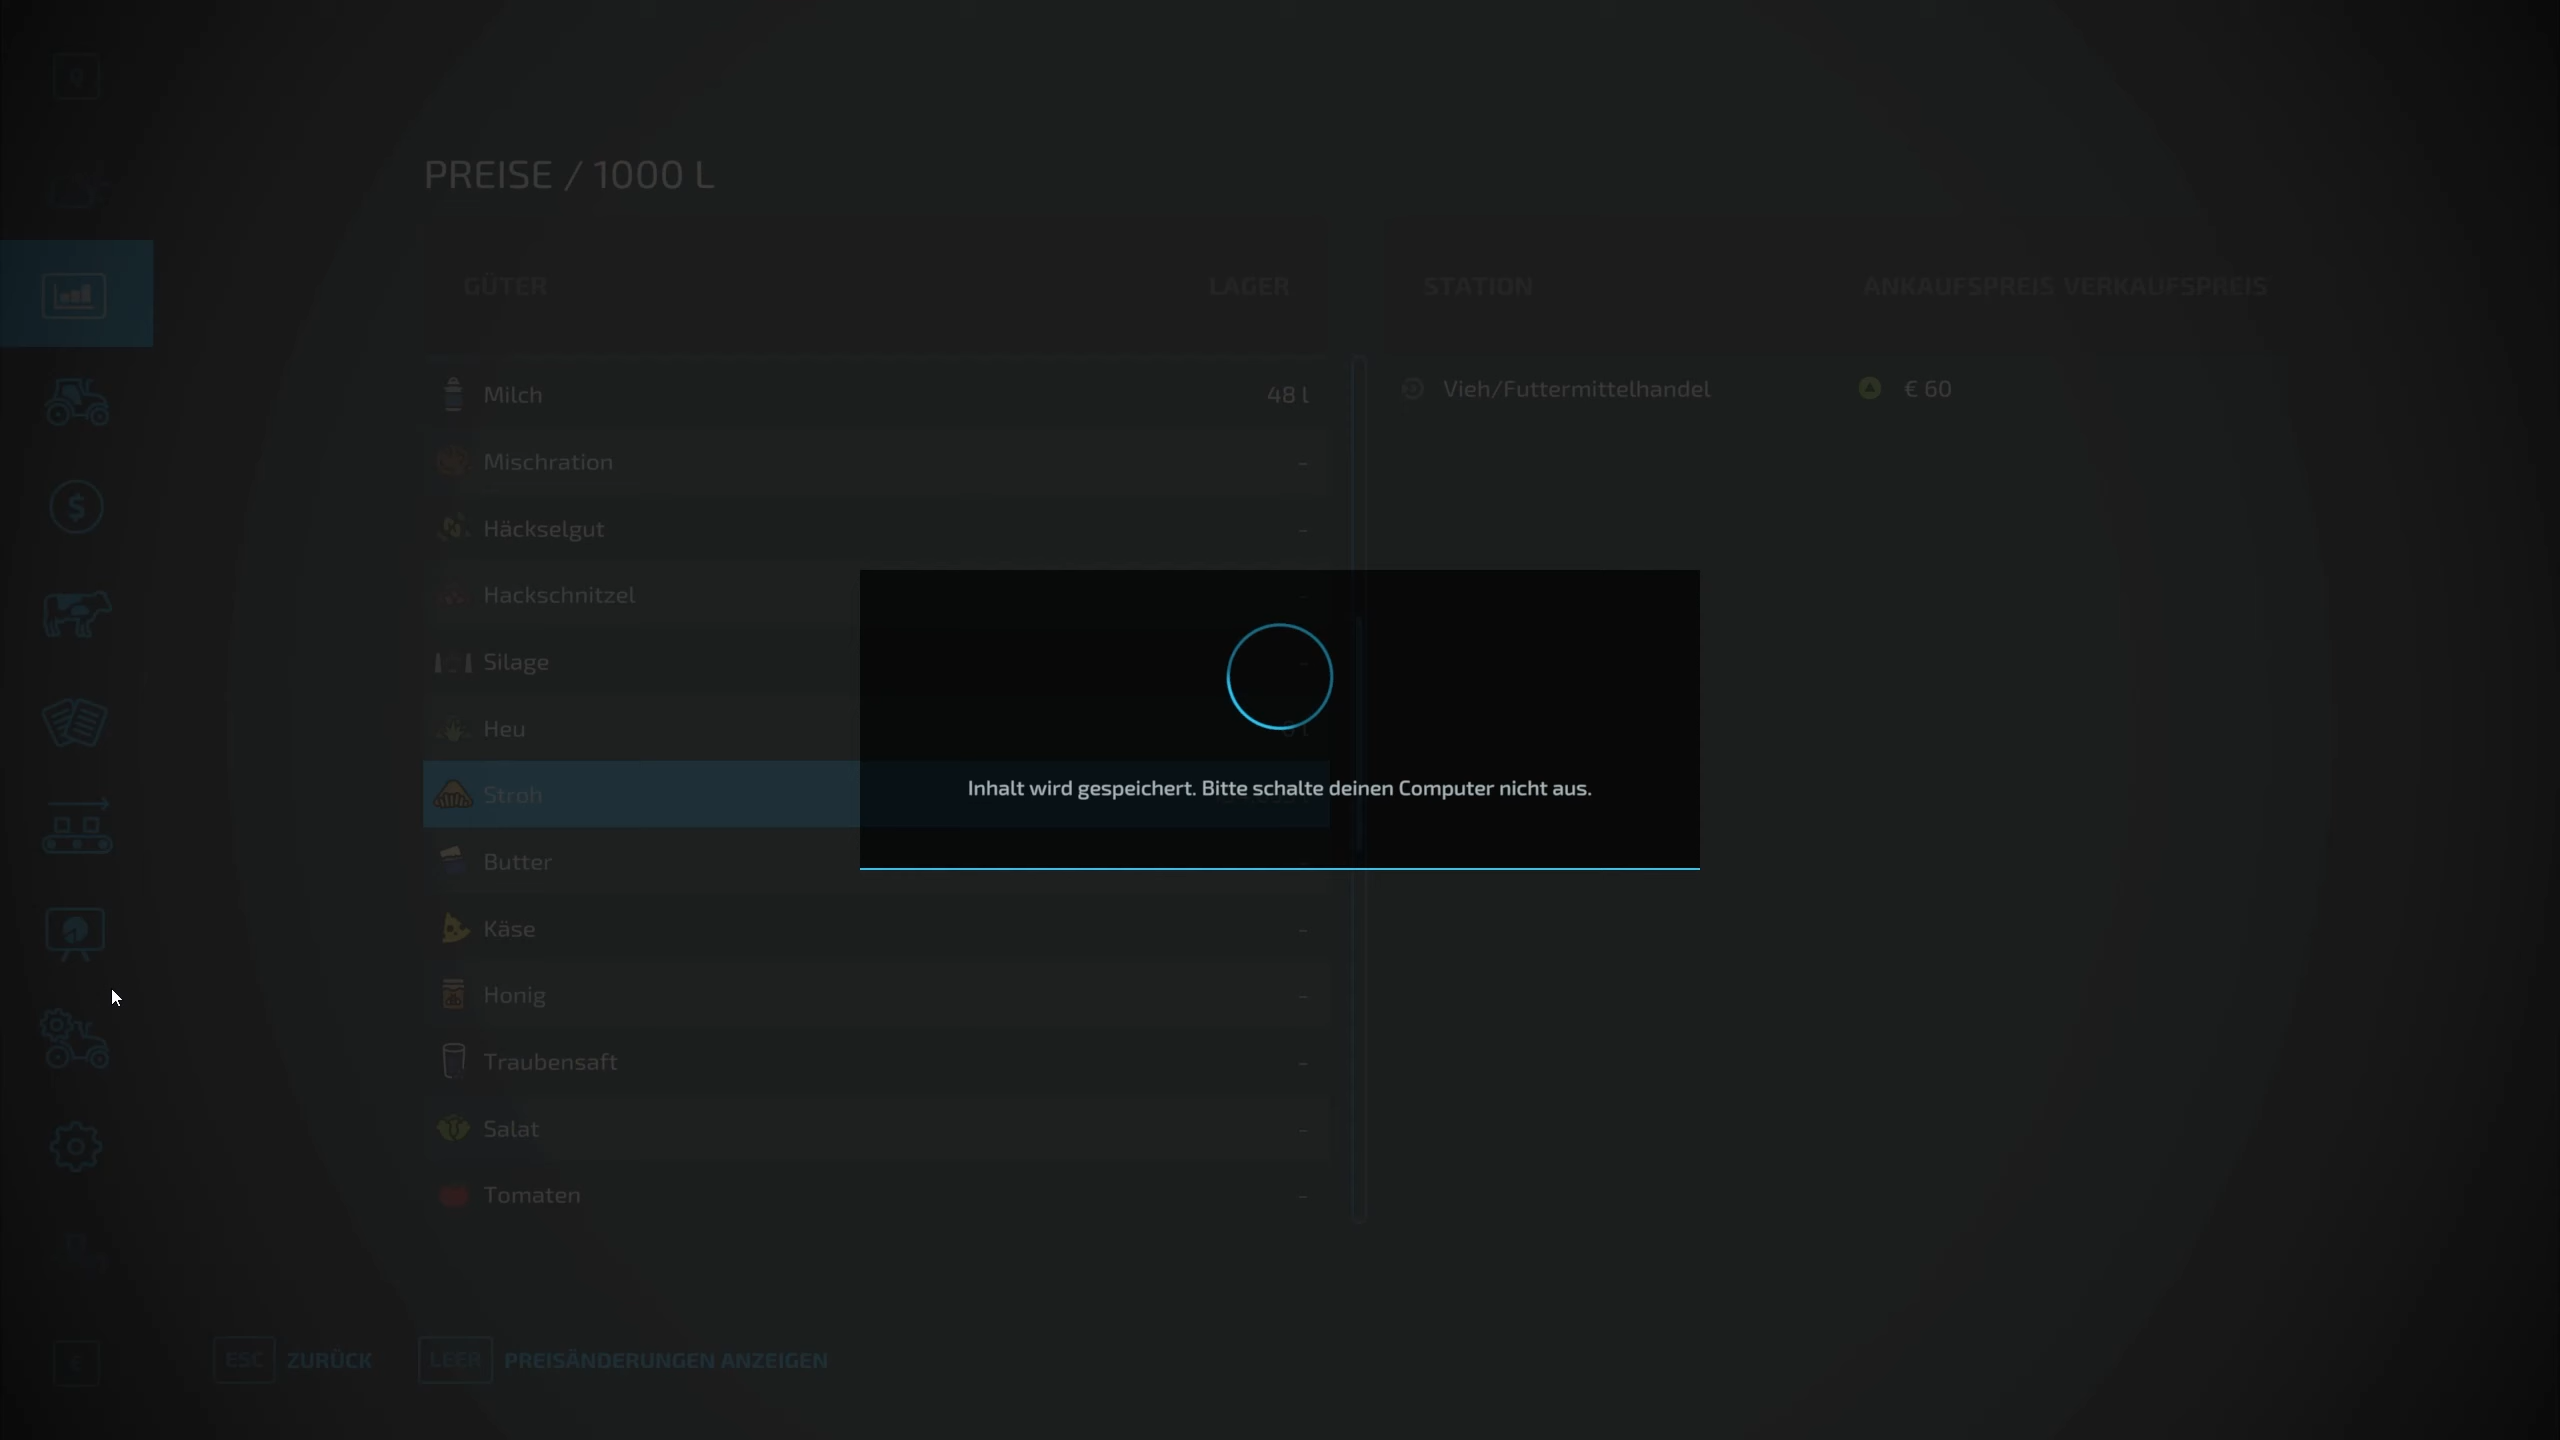 PREISE / 1000 L
GÜTER LAGER STATION ANKAUFSPREIS VERKAUFSPREIS
Milch 48 l Vieh/Futtermittelhandel € 60
Mischration -
Häckselgut -
Hackschnitzel -
Silage -
Heu
Stroh
Inhalt wird gespeichert. Bitte schalte deinen Computer nicht aus.
Butter -
Käse -
Honig -
Traubensaft -
Salat -
Tomaten -
ESC ZURÜCK LEER PREISÄNDERUNGEN ANZEIGEN